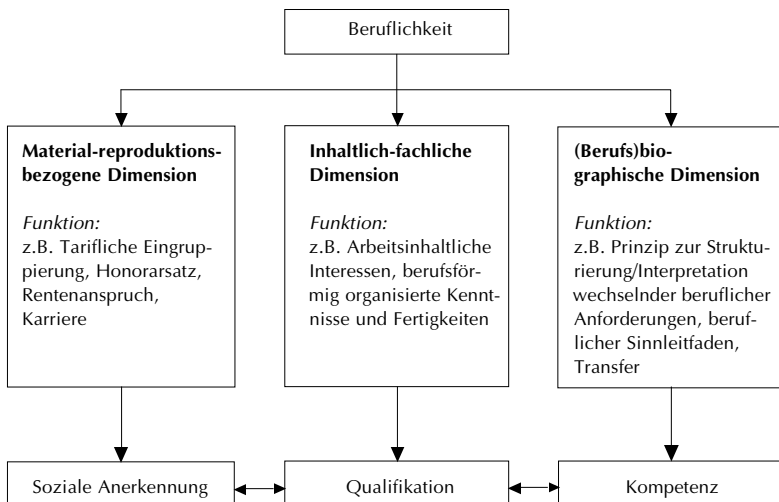 Beruflichkeit
Material-reproduktions-
bezogene Dimension
Funktion:
z.B. Tarifliche Eingrup-
pierung, Honorarsatz,
Rentenanspruch,
Karriere
Inhaltlich-fachliche
Dimension
Funktion:
z.B. Arbeitsinhaltliche
Interessen, berufsför-
mig organisierte Kennt-
nisse und Fertigkeiten
(Berufs)bio-
graphische Dimension
Funktion:
z.B. Prinzip zur Struktu-
rierung/Interpretation
wechselnder beruflicher
Anforderungen, beruf-
licher Sinnleitfaden,
Transfer
Soziale Anerkennung
Qualifikation
Kompetenz